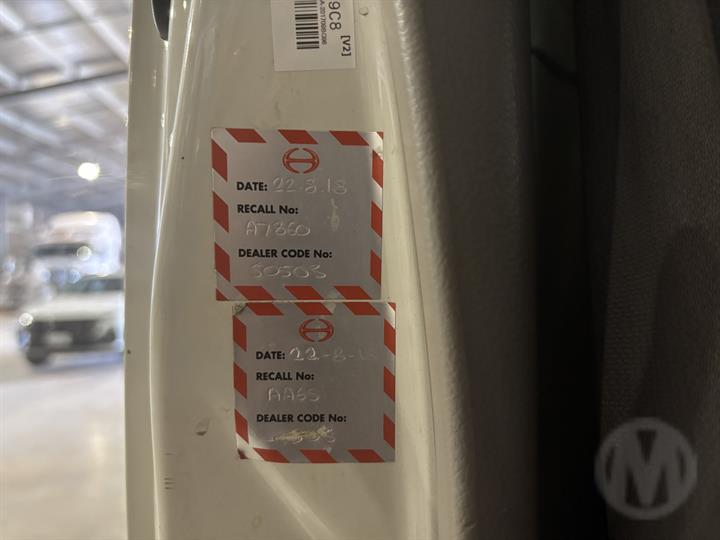 9C8 [V2]
DATE: 22.8.18
RECALL No:
A7860
DEALER CODE No:
50503
DATE: 22-8-18
RECALL No:
AA65
DEALER CODE No:
M